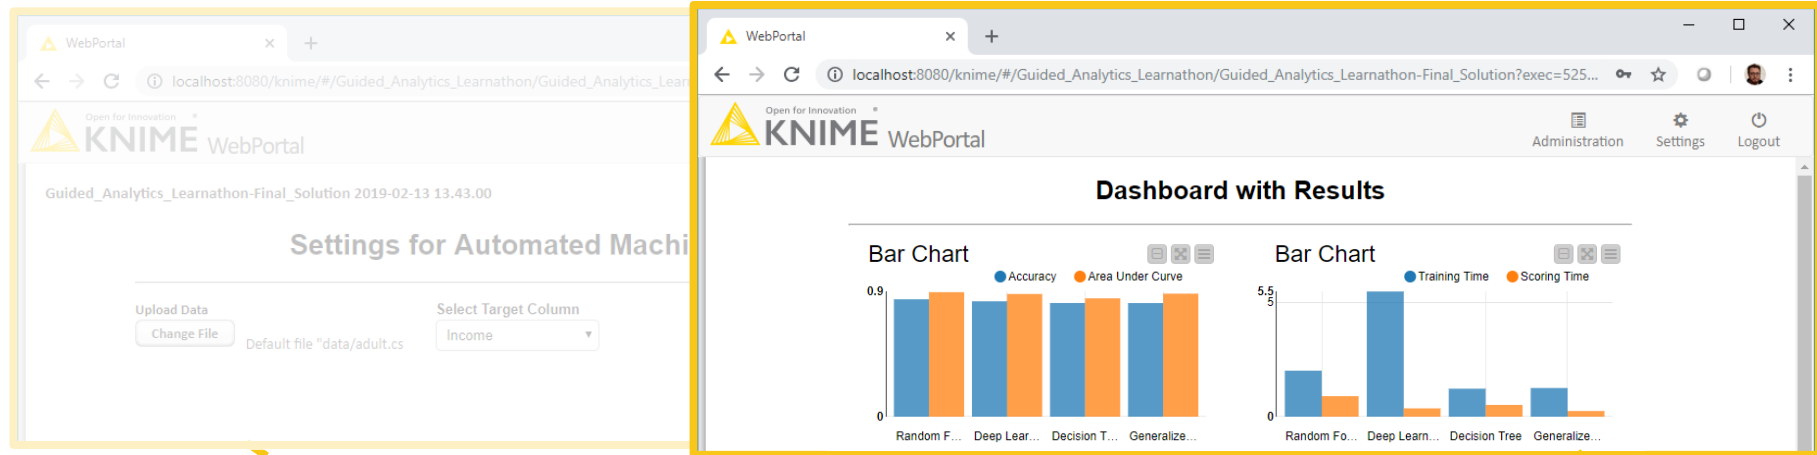 WebPortal
localhost:8080/knime/#/Guided_Analytics_Learnathon/Guided_Analytics_Lear
Open for Innovation
KNIME WebPortal
Guided_Analytics_Learnathon-Final_Solution 2019-02-13 13.43.00
Settings for Automated Machi
Upload Data
Change File
Default file "data/adult.cs
Select Target Column
Income
WebPortal
localhost:8080/knime/#/Guided_Analytics_Learnathon/Guided_Analytics_Learnathon-Final_Solution?exec=525...
Open for Innovation
KNIME WebPortal
Administration
Settings
Logout
Dashboard with Results
Bar Chart
Accuracy Area Under Curve
0.9
0
Random F... Deep Lear... Decision T... Generalize...
Bar Chart
Training Time Scoring Time
5.5
5
0
Random Fo... Deep Learn... Decision Tree Generalize...